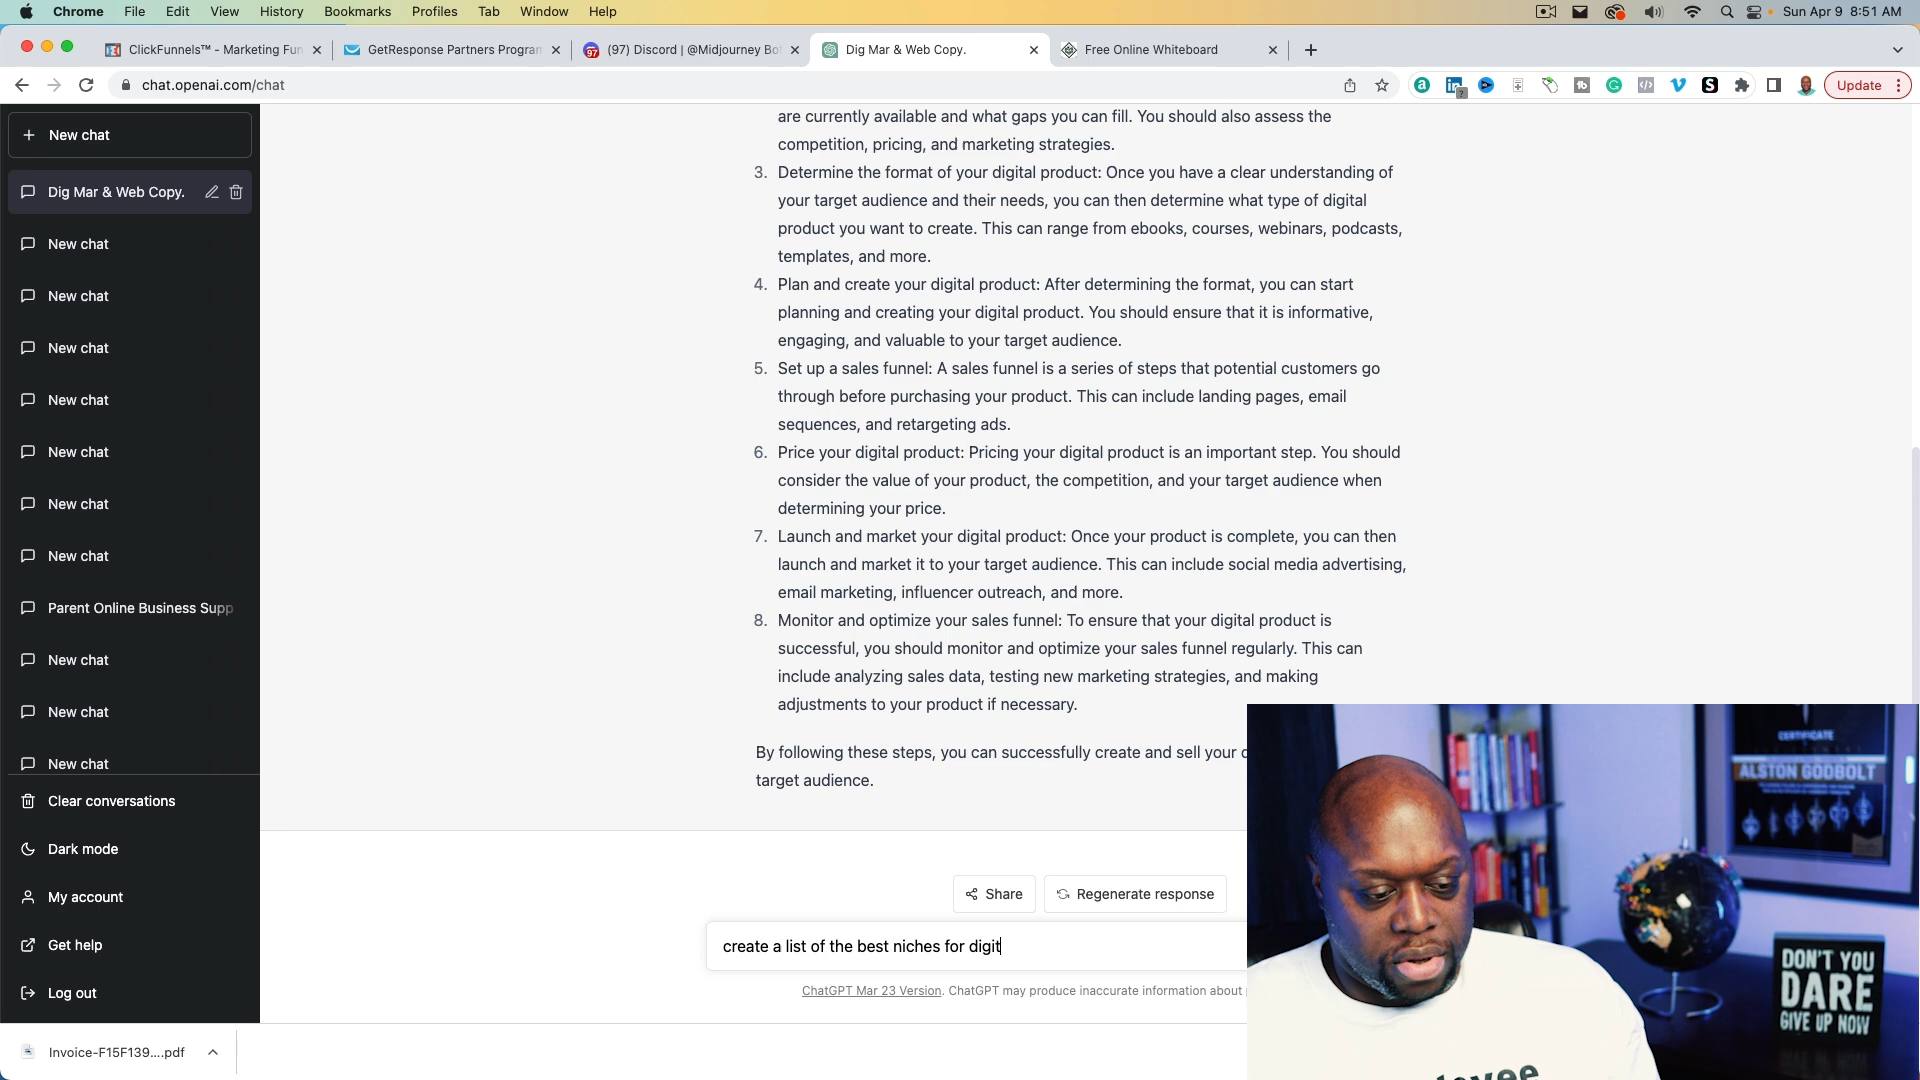 Chrome File Edit View History Bookmarks Profiles Tab Window Help Sun Apr 9 8:51 AM
ClickFunnels™ - Marketing Fun GetResponse Partners Program (97) Discord | @Midjourney Bot Dig Mar & Web Copy. Free Online Whiteboard
chat.openai.com/chat Update
New chat
Dig Mar & Web Copy.
New chat
New chat
New chat
New chat
New chat
New chat
New chat
Parent Online Business Supp
New chat
New chat
New chat
Clear conversations
Dark mode
My account
Get help
Log out
are currently available and what gaps you can fill. You should also assess the
competition, pricing, and marketing strategies.
3. Determine the format of your digital product: Once you have a clear understanding of
your target audience and their needs, you can then determine what type of digital
product you want to create. This can range from ebooks, courses, webinars, podcasts,
templates, and more.
4. Plan and create your digital product: After determining the format, you can start
planning and creating your digital product. You should ensure that it is informative,
engaging, and valuable to your target audience.
5. Set up a sales funnel: A sales funnel is a series of steps that potential customers go
through before purchasing your product. This can include landing pages, email
sequences, and retargeting ads.
6. Price your digital product: Pricing your digital product is an important step. You should
consider the value of your product, the competition, and your target audience when
determining your price.
7. Launch and market your digital product: Once your product is complete, you can then
launch and market it to your target audience. This can include social media advertising,
email marketing, influencer outreach, and more.
8. Monitor and optimize your sales funnel: To ensure that your digital product is
successful, you should monitor and optimize your sales funnel regularly. This can
include analyzing sales data, testing new marketing strategies, and making
adjustments to your product if necessary.
By following these steps, you can successfully create and sell your
target audience.
Share Regenerate response
create a list of the best niches for digit
ChatGPT Mar 23 Version. ChatGPT may produce inaccurate information about
Invoice-F15F139....pdf
CERTIFICATE
ALSTON GODBOLT
DON'T YOU
DARE
GIVE UP NOW